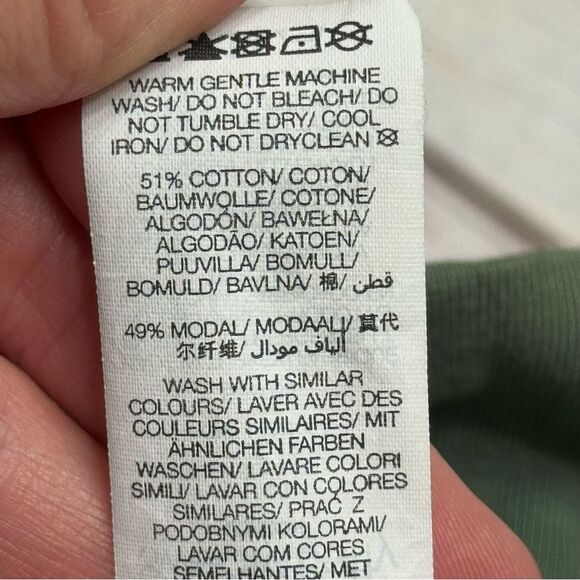 WARM GENTLE MACHINE
WASH/ DO NOT BLEACH/ DO
NOT TUMBLE DRY/ COOL
IRON/ DO NOT DRYCLEAN
51% COTTON/ COTON/
BAUMWOLLE/ COTONE/
ALGODÓN/ BAWEŁNA/
ALGODÃO/ KATOEN/
PUUVILLA/ BOMULL/
BOMULD/ BAVLNA/ 棉/ قطن
49% MODAL/ MODAALI/ 莫代
尔纤维/ ألياف مودال
WASH WITH SIMILAR
COLOURS/ LAVER AVEC DES
COULEURS SIMILAIRES/ MIT
ÄHNLICHEN FARBEN
WASCHEN/ LAVARE COLORI
SIMILI/ LAVAR CON COLORES
SIMILARES/ PRAĆ Z
PODOBNYMI KOLORAMI/
LAVAR COM CORES
SEMELHANTES/ MET